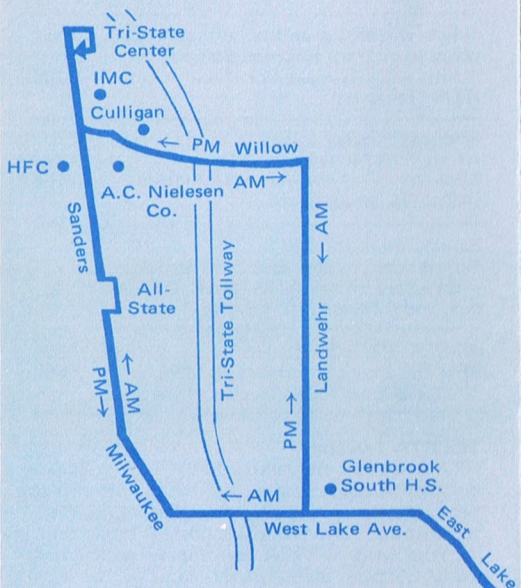 Tri-State
Center
IMC
Culligan
← PM Willow
HFC
AM→
A.C. Nielesen
Co.
Sanders
← AM
All-
State
Tri-State Tollway
Landwehr
← AM
PM→
PM →
Milwaukee
Glenbrook
South H.S.
← AM
West Lake Ave.
East Lake